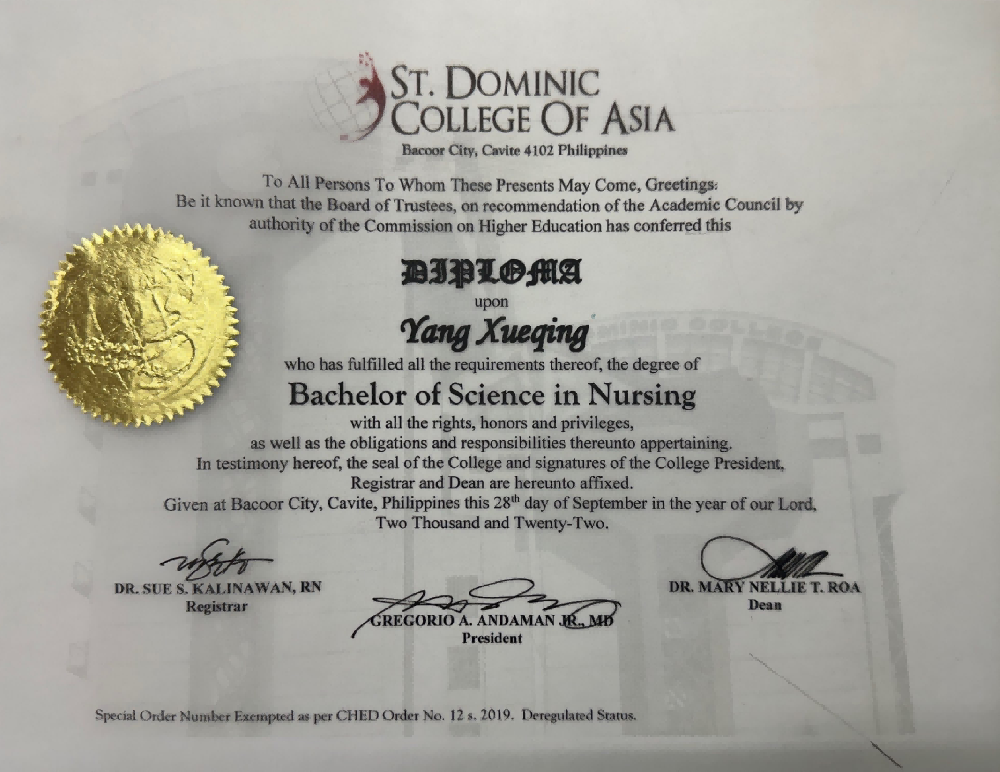 ST. DOMINIC
COLLEGE OF ASIA
Bacoor City, Cavite 4102 Philippines
To All Persons To Whom These Presents May Come, Greetings:
Be it known that the Board of Trustees, on recommendation of the Academic Council by
authority of the Commission on Higher Education has conferred this
DIPLOMA
upon
Yang Xueqing
who has fulfilled all the requirements thereof, the degree of
Bachelor of Science in Nursing
with all the rights, honors and privileges,
as well as the obligations and responsibilities thereunto appertaining.
In testimony hereof, the seal of the College and signatures of the College President,
Registrar and Dean are hereunto affixed.
Given at Bacoor City, Cavite, Philippines this 28th day of September in the year of our Lord,
Two Thousand and Twenty-Two.
DR. SUE S. KALINAWAN, RN
Registrar
DR. MARY NELLIE T. ROA
Dean
GREGORIO A. ANDAMAN JR., MD
President
Special Order Number Exempted as per CHED Order No. 12 s. 2019. Deregulated Status.